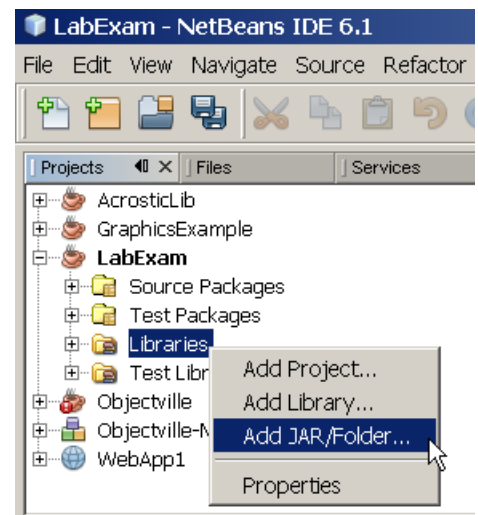 LabExam - NetBeans IDE 6.1
File Edit View Navigate Source Refactor
Projects Files Services
AcrosticLib
GraphicsExample
LabExam
Source Packages
Test Packages
Libraries
Add Project...
Test Libr
Add Library...
Objectville
Add JAR/Folder...
Objectville-
WebApp1
Properties